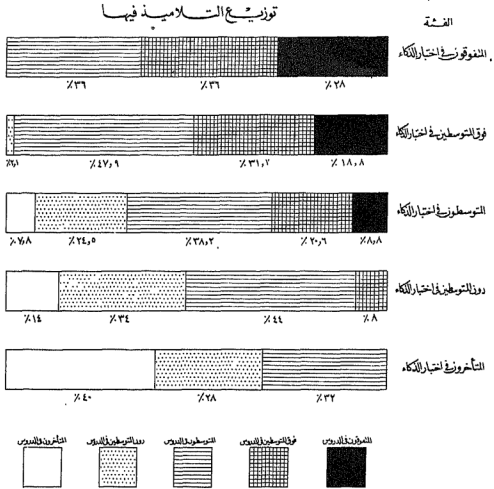 الفئة توزيع التلاميذ فيها
المتفوقون في اختبار الذكاء
٢٨٪ ٣٦٪ ٣٦٪
فوق المتوسطين في اختبار الذكاء
١٨٫٨٪ ٣١٫٢٪ ٤٧٫٩٪ ٢٫١٪
المتوسطون في اختبار الذكاء
٨٫٨٪ ٢٠٫٦٪ ٣٨٫٢٪ ٢٤٫٥٪ ٧٫٨٪
دون المتوسطين في اختبار الذكاء
٨٪ ٤٤٪ ٣٤٪ ١٤٪
المتأخرون في اختبار الذكاء
٣٢٪ ٢٨٪ ٤٠٪
المتفوقون في الدروس فوق المتوسطين في الدروس المتوسطون في الدروس دون المتوسطين في الدروس المتأخرون في الدروس